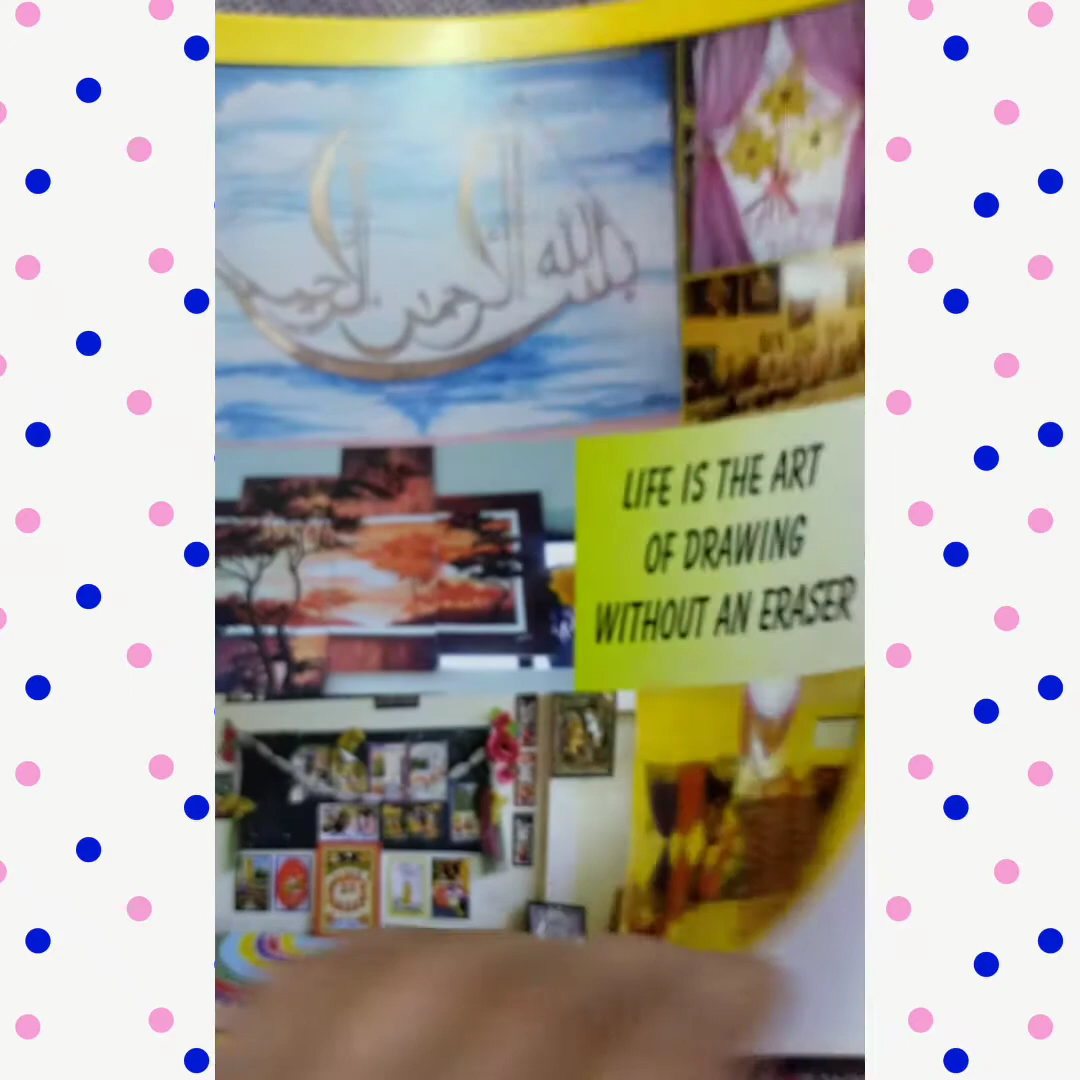 بسم الله الرحمن الرحيم
LIFE IS THE ART
OF DRAWING
WITHOUT AN ERASER